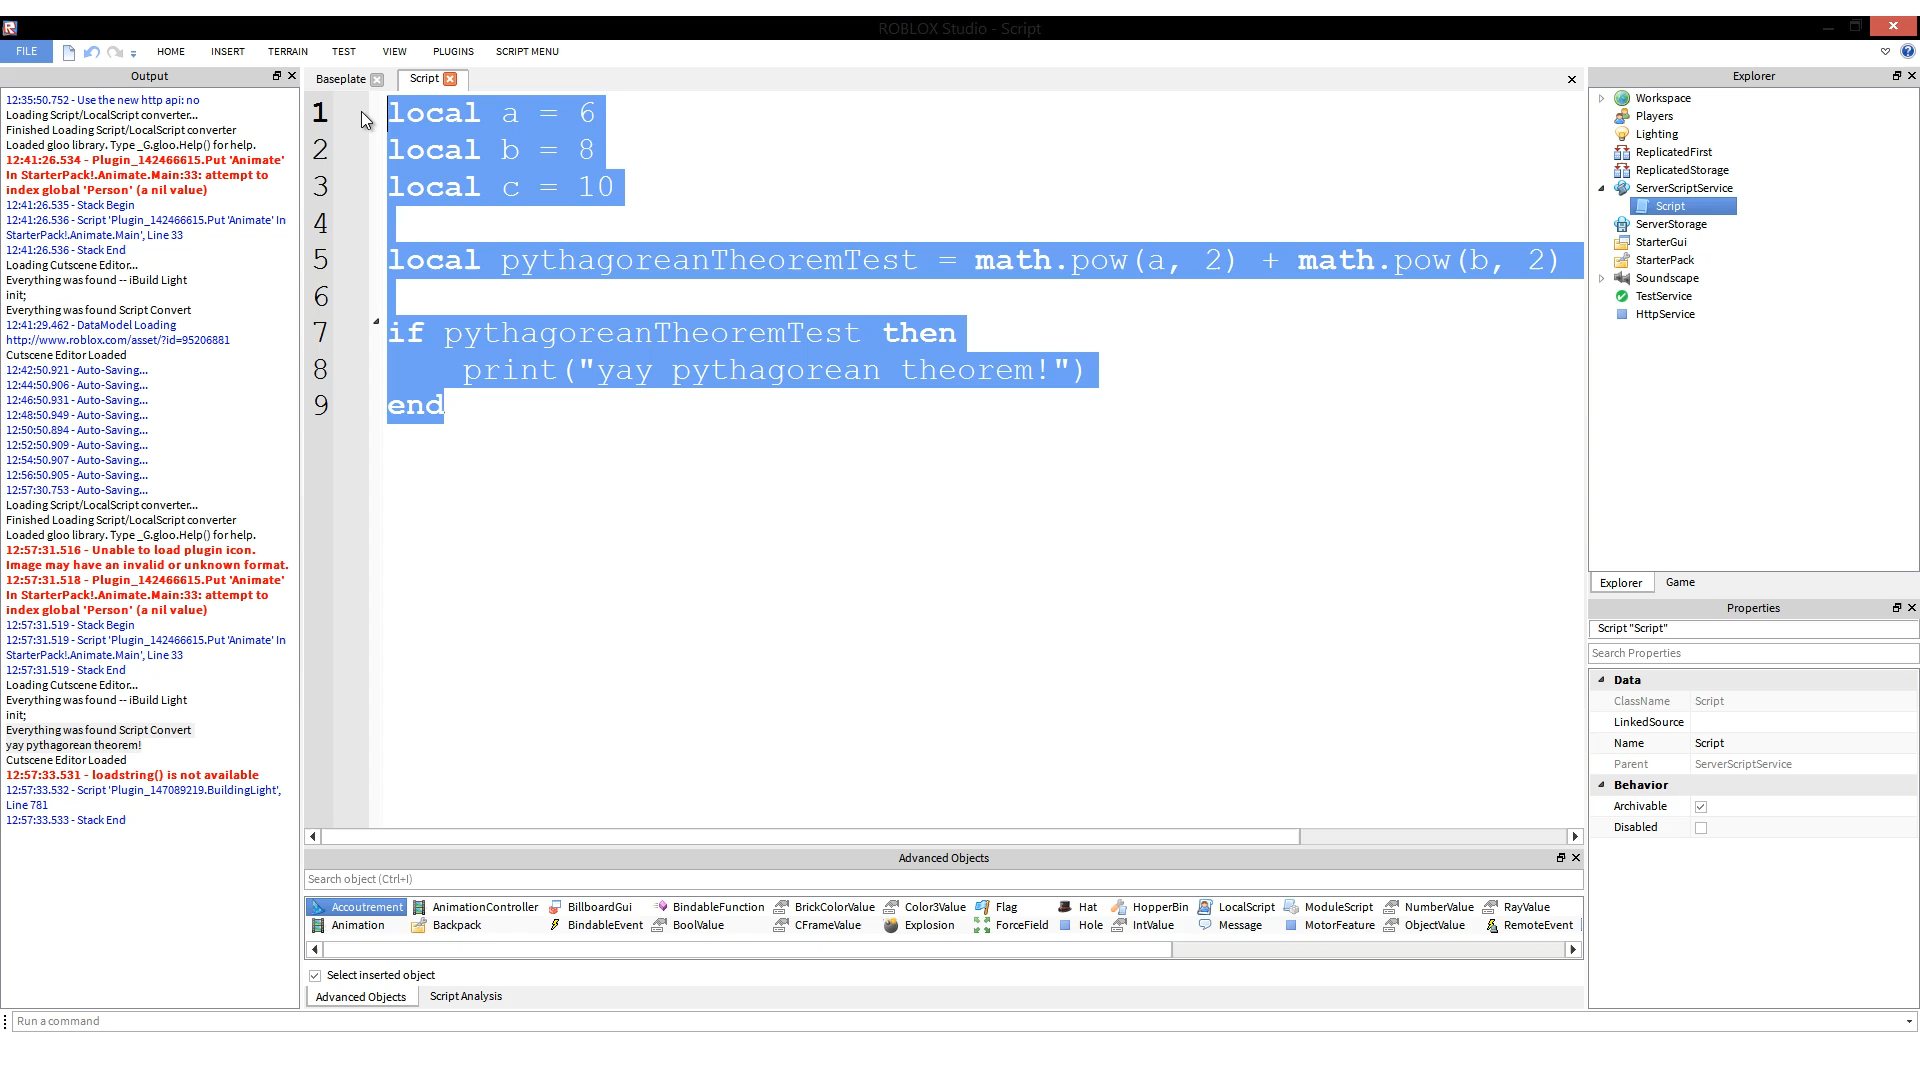 ROBLOX Studio - Script
FILE HOME INSERT TERRAIN TEST VIEW PLUGINS SCRIPT MENU
Output
12:35:50.752 - Use the new http api: no
Loading Script/LocalScript converter...
Finished Loading Script/LocalScript converter
Loaded gloo library. Type _G.gloo.Help() for help.
12:41:26.534 - Plugin_142466615.Put 'Animate'
In StarterPack!.Animate.Main:33: attempt to
index global 'Person' (a nil value)
12:41:26.535 - Stack Begin
12:41:26.536 - Script 'Plugin_142466615.Put 'Animate' In
StarterPack!.Animate.Main', Line 33
12:41:26.536 - Stack End
Loading Cutscene Editor...
Everything was found -- iBuild Light
init;
Everything was found Script Convert
12:41:29.462 - DataModel Loading
http://www.roblox.com/asset/?id=95206881
Cutscene Editor Loaded
12:42:50.921 - Auto-Saving...
12:44:50.906 - Auto-Saving...
12:46:50.931 - Auto-Saving...
12:48:50.949 - Auto-Saving...
12:50:50.894 - Auto-Saving...
12:52:50.909 - Auto-Saving...
12:54:50.907 - Auto-Saving...
12:56:50.905 - Auto-Saving...
12:57:30.753 - Auto-Saving...
Loading Script/LocalScript converter...
Finished Loading Script/LocalScript converter
Loaded gloo library. Type _G.gloo.Help() for help.
12:57:31.516 - Unable to load plugin icon.
Image may have an invalid or unknown format.
12:57:31.518 - Plugin_142466615.Put 'Animate'
In StarterPack!.Animate.Main:33: attempt to
index global 'Person' (a nil value)
12:57:31.519 - Stack Begin
12:57:31.519 - Script 'Plugin_142466615.Put 'Animate' In
StarterPack!.Animate.Main', Line 33
12:57:31.519 - Stack End
Loading Cutscene Editor...
Everything was found -- iBuild Light
init;
Everything was found Script Convert
yay pythagorean theorem!
Cutscene Editor Loaded
12:57:33.531 - loadstring() is not available
12:57:33.532 - Script 'Plugin_147089219.BuildingLight',
Line 781
12:57:33.533 - Stack End
Baseplate Script
1 local a = 6
2 local b = 8
3 local c = 10
4
5 local pythagoreanTheoremTest = math.pow(a, 2) + math.pow(b, 2)
6
7 if pythagoreanTheoremTest then
8 print("yay pythagorean theorem!")
9 end
Advanced Objects
Search object (Ctrl+I)
Accoutrement AnimationController BillboardGui BindableFunction BrickColorValue Color3Value Flag Hat HopperBin LocalScript ModuleScript NumberValue RayValue
Animation Backpack BindableEvent BoolValue CFrameValue Explosion ForceField Hole IntValue Message MotorFeature ObjectValue RemoteEvent
Select inserted object
Advanced Objects Script Analysis
Run a command
Explorer
Workspace
Players
Lighting
ReplicatedFirst
ReplicatedStorage
ServerScriptService
Script
ServerStorage
StarterGui
StarterPack
Soundscape
TestService
HttpService
Explorer Game
Properties
Script "Script"
Search Properties
Data
ClassName Script
LinkedSource
Name Script
Parent ServerScriptService
Behavior
Archivable
Disabled